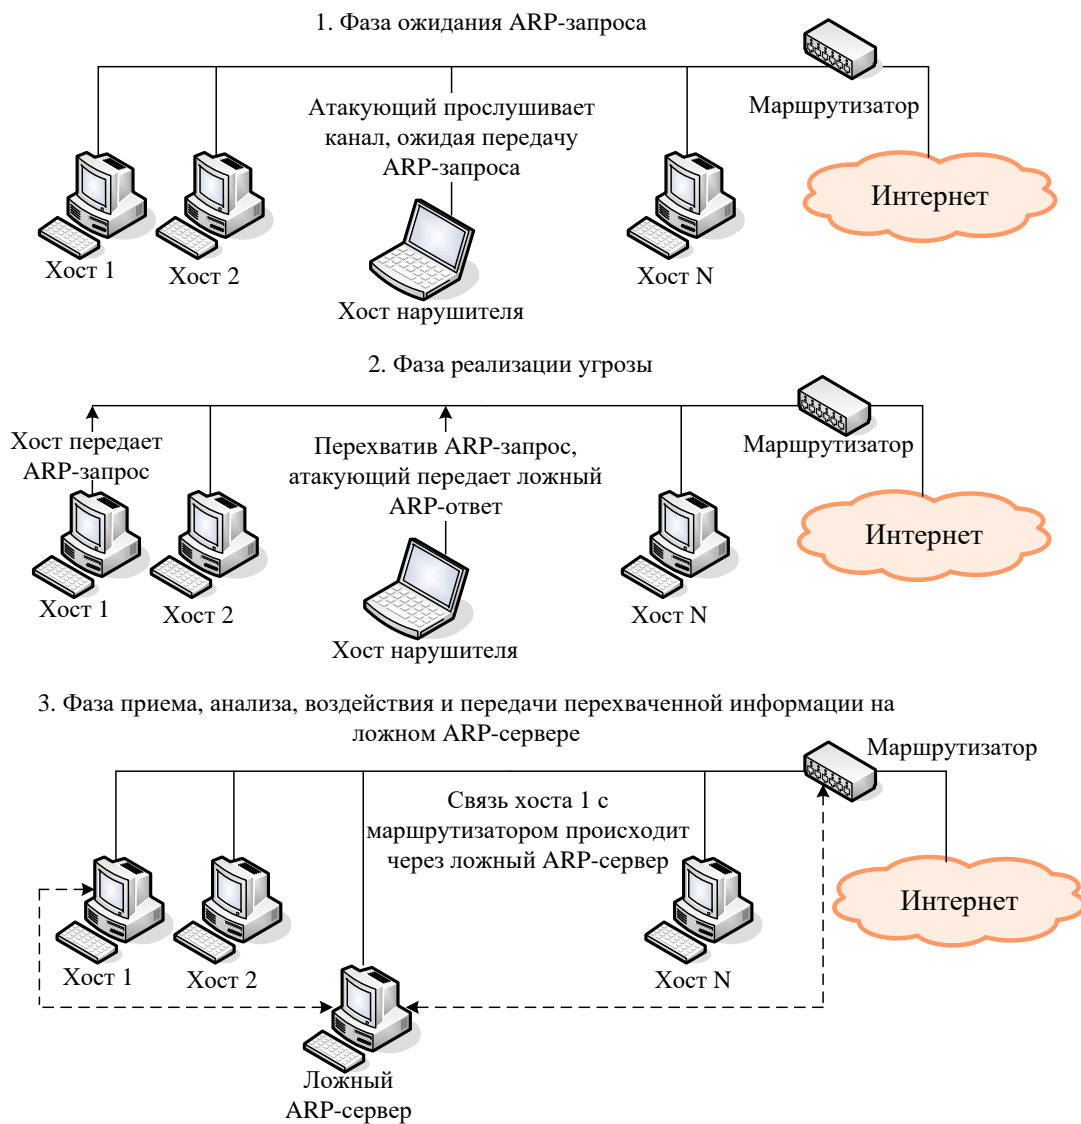 1. Фаза ожидания ARP-запроса
Маршрутизатор
Атакующий прослушивает
канал, ожидая передачу
ARP-запроса
Интернет
Хост 1
Хост 2
Хост N
Хост нарушителя
2. Фаза реализации угрозы
Хост передает
ARP-запрос
Перехватив ARP-запрос,
атакующий передает ложный
ARP-ответ
Маршрутизатор
Интернет
Хост 1
Хост 2
Хост N
Хост нарушителя
3. Фаза приема, анализа, воздействия и передачи перехваченной информации на
ложном ARP-сервере
Маршрутизатор
Связь хоста 1 с
маршрутизатором происходит
через ложный ARP-сервер
Интернет
Хост 1
Хост 2
Хост N
Ложный
ARP-сервер